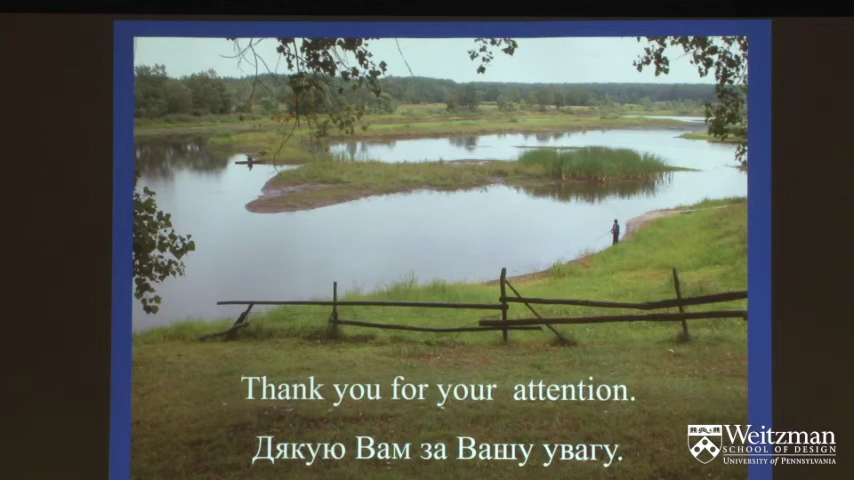 Thank you for your attention.
Дякую Вам за Вашу увагу.
Weitzman
SCHOOL OF DESIGN
UNIVERSITY of PENNSYLVANIA